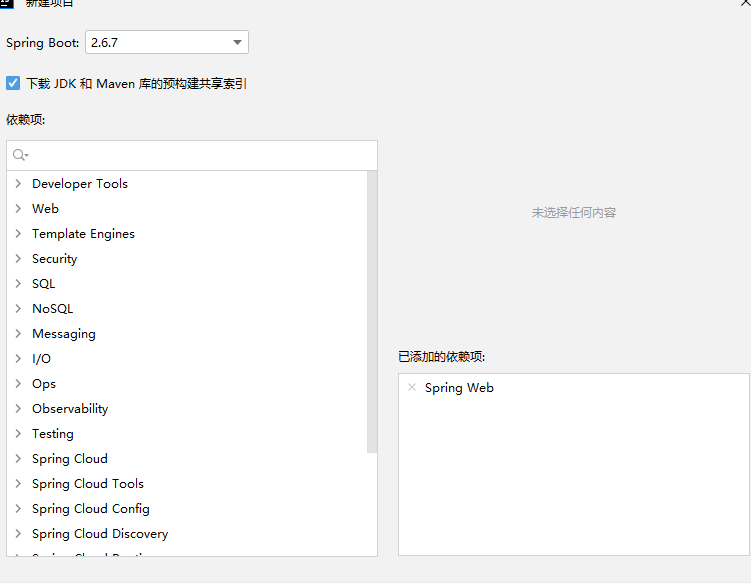 新建项目
Spring Boot: 2.6.7
下载 JDK 和 Maven 库的预构建共享索引
依赖项:
Developer Tools
Web
Template Engines
Security
SQL
NoSQL
Messaging
I/O
Ops
Observability
Testing
Spring Cloud
Spring Cloud Tools
Spring Cloud Config
Spring Cloud Discovery
未选择任何内容
已添加的依赖项:
Spring Web